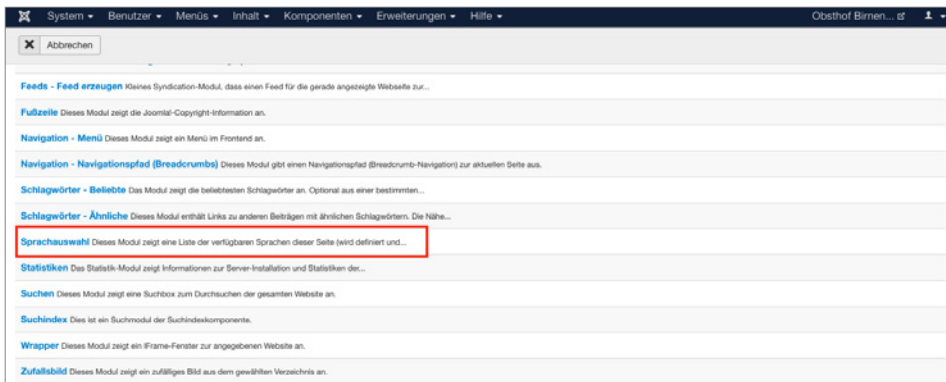 System Benutzer Menüs Inhalt Komponenten Erweiterungen Hilfe Obsthof Birnen...
Abbrechen
Feeds - Feed erzeugen Kleines Syndication-Modul, dass einen Feed für die gerade angezeigte Webseite zur...
Fußzeile Dieses Modul zeigt die Joomla!-Copyright-Information an.
Navigation - Menü Dieses Modul zeigt ein Menü im Frontend an.
Navigation - Navigationspfad (Breadcrumbs) Dieses Modul gibt einen Navigationspfad (Breadcrumb-Navigation) zur aktuellen Seite aus.
Schlagwörter - Beliebte Das Modul zeigt die beliebtesten Schlagwörter an. Optional aus einer bestimmten...
Schlagwörter - Ähnliche Dieses Modul enthält Links zu anderen Beiträgen mit ähnlichen Schlagwörtern. Die Nähe...
Sprachauswahl Dieses Modul zeigt eine Liste der verfügbaren Sprachen dieser Seite (wird definiert und...
Statistiken Das Statistik-Modul zeigt Informationen zur Server-Installation und Statistiken der...
Suchen Dieses Modul zeigt eine Suchbox zum Durchsuchen der gesamten Website an.
Suchindex Dies ist ein Suchmodul der Suchindexkomponente.
Wrapper Dieses Modul zeigt ein IFrame-Fenster zur angegebenen Website an.
Zufallsbild Dieses Modul zeigt ein zufälliges Bild aus dem gewählten Verzeichnis an.